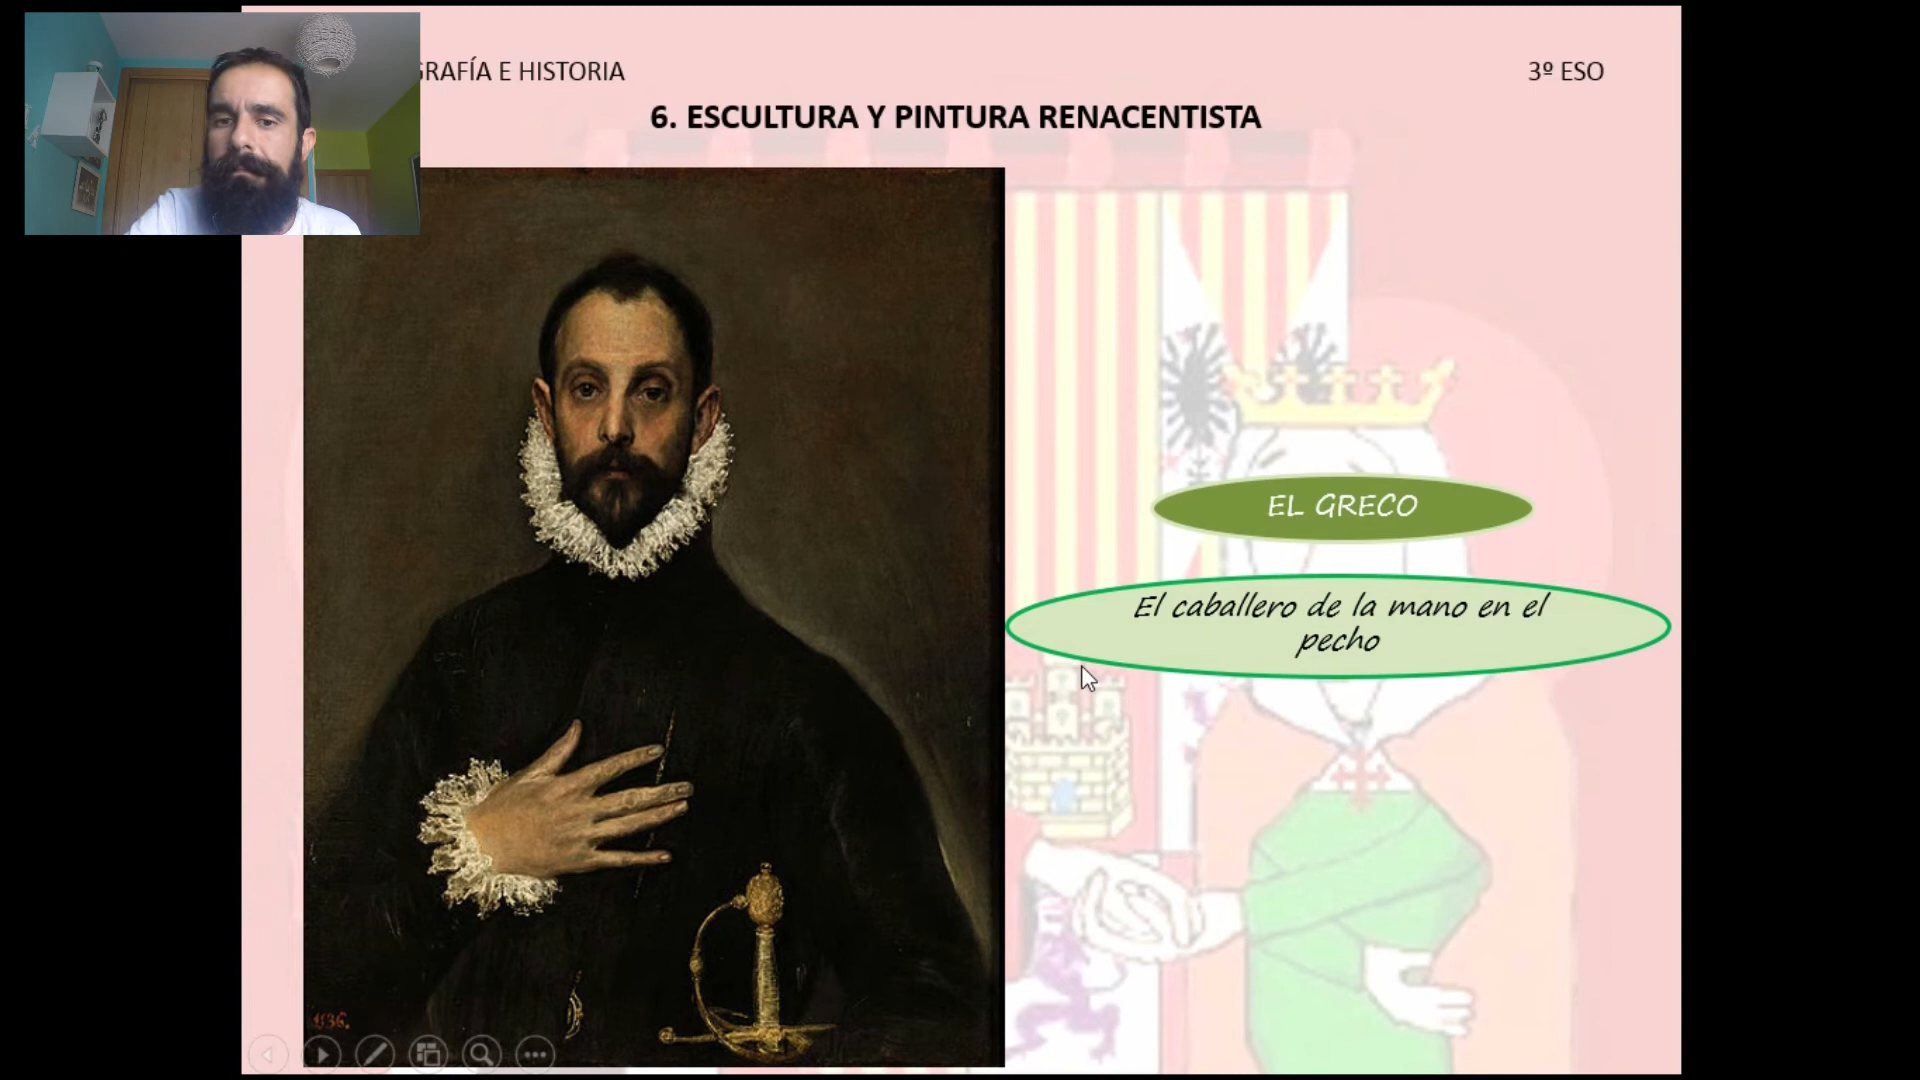 GRAFÍA E HISTORIA
3º ESO
6. ESCULTURA Y PINTURA RENACENTISTA
EL GRECO
El caballero de la mano en el
pecho